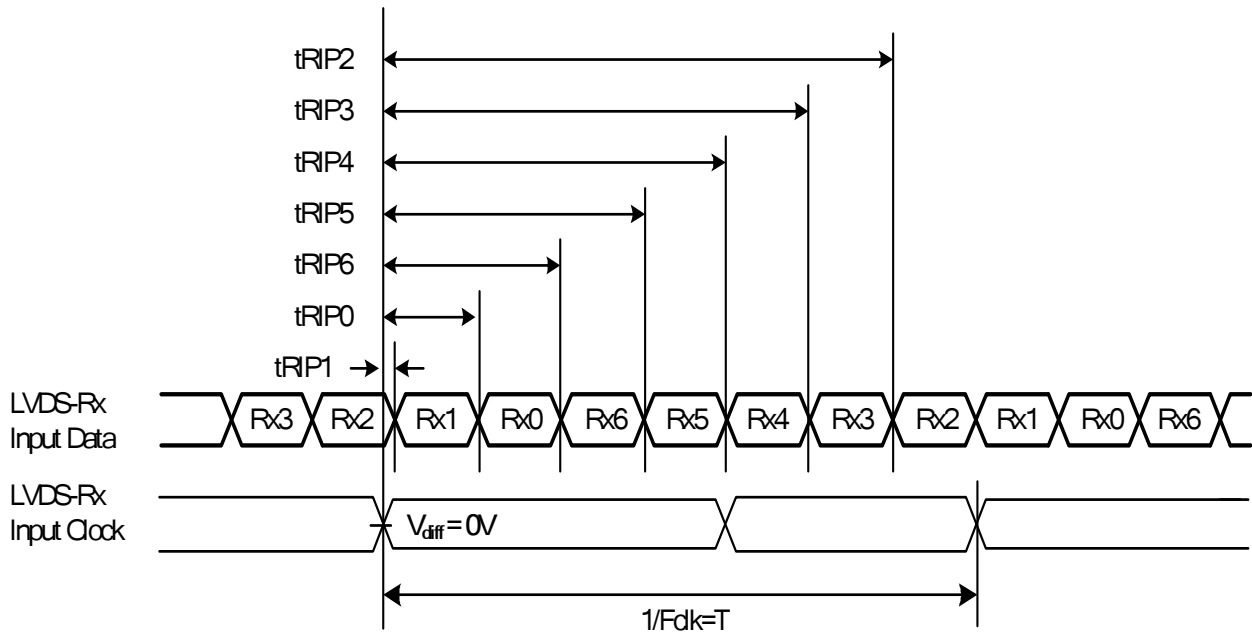 tRIP2
tRIP3
tRIP4
tRIP5
tRIP6
tRIP0
tRIP1
LVDS-Rx
Input Data
Rx3 Rx2 Rx1 Rx0 Rx6 Rx5 Rx4 Rx3 Rx2 Rx1 Rx0 Rx6
LVDS-Rx
Input Clock
Vdiff = 0V
1/Fclk=T